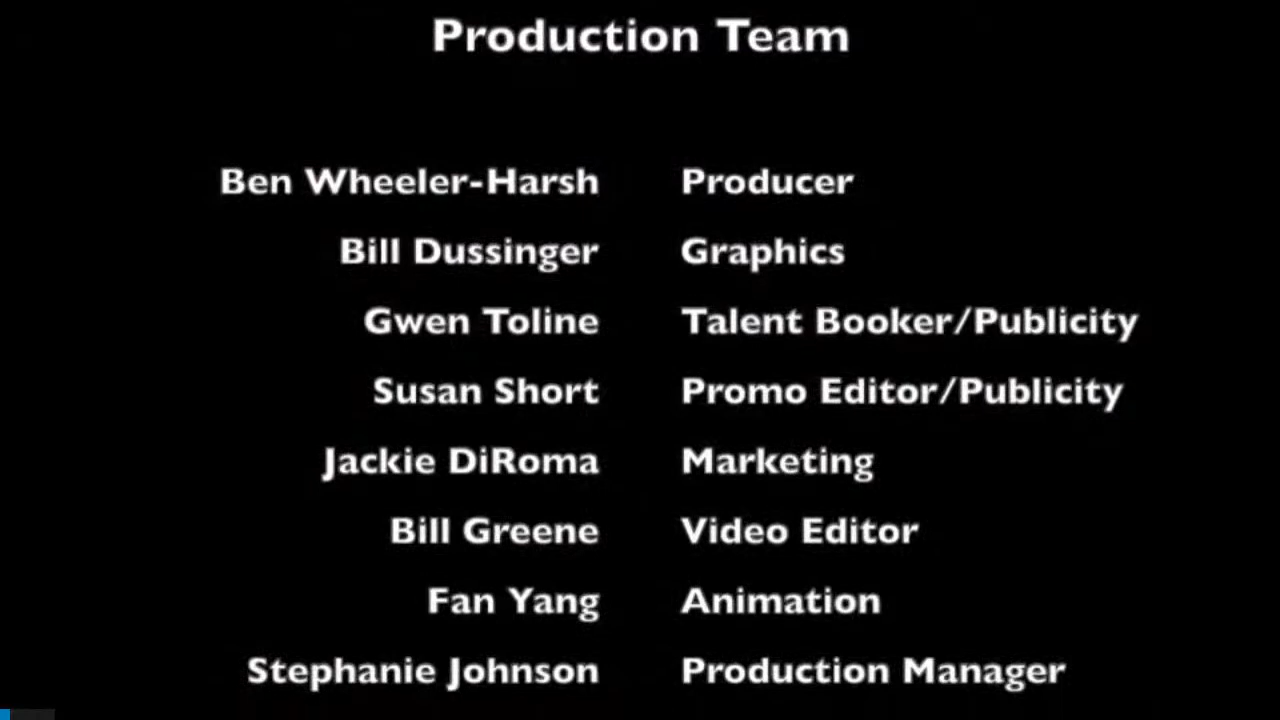 Production Team
Ben Wheeler-Harsh Producer
Bill Dussinger Graphics
Gwen Toline Talent Booker/Publicity
Susan Short Promo Editor/Publicity
Jackie DiRoma Marketing
Bill Greene Video Editor
Fan Yang Animation
Stephanie Johnson Production Manager